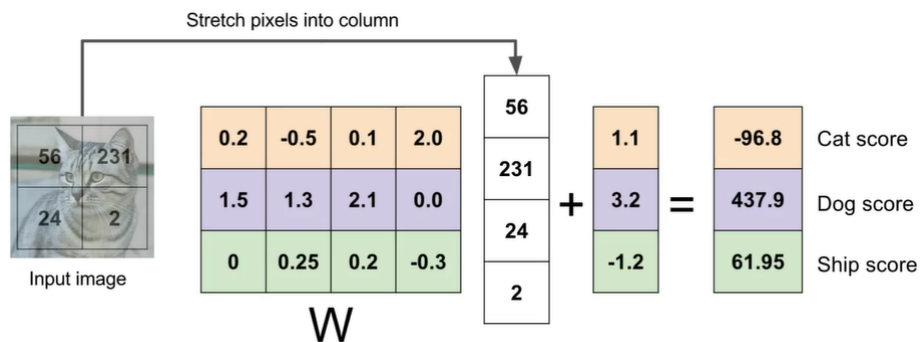 Stretch pixels into column
56 231
24 2
Input image
0.2 -0.5 0.1 2.0
1.5 1.3 2.1 0.0
0 0.25 0.2 -0.3
W
56
231
24
2
+
1.1
3.2
-1.2
=
-96.8 Cat score
437.9 Dog score
61.95 Ship score